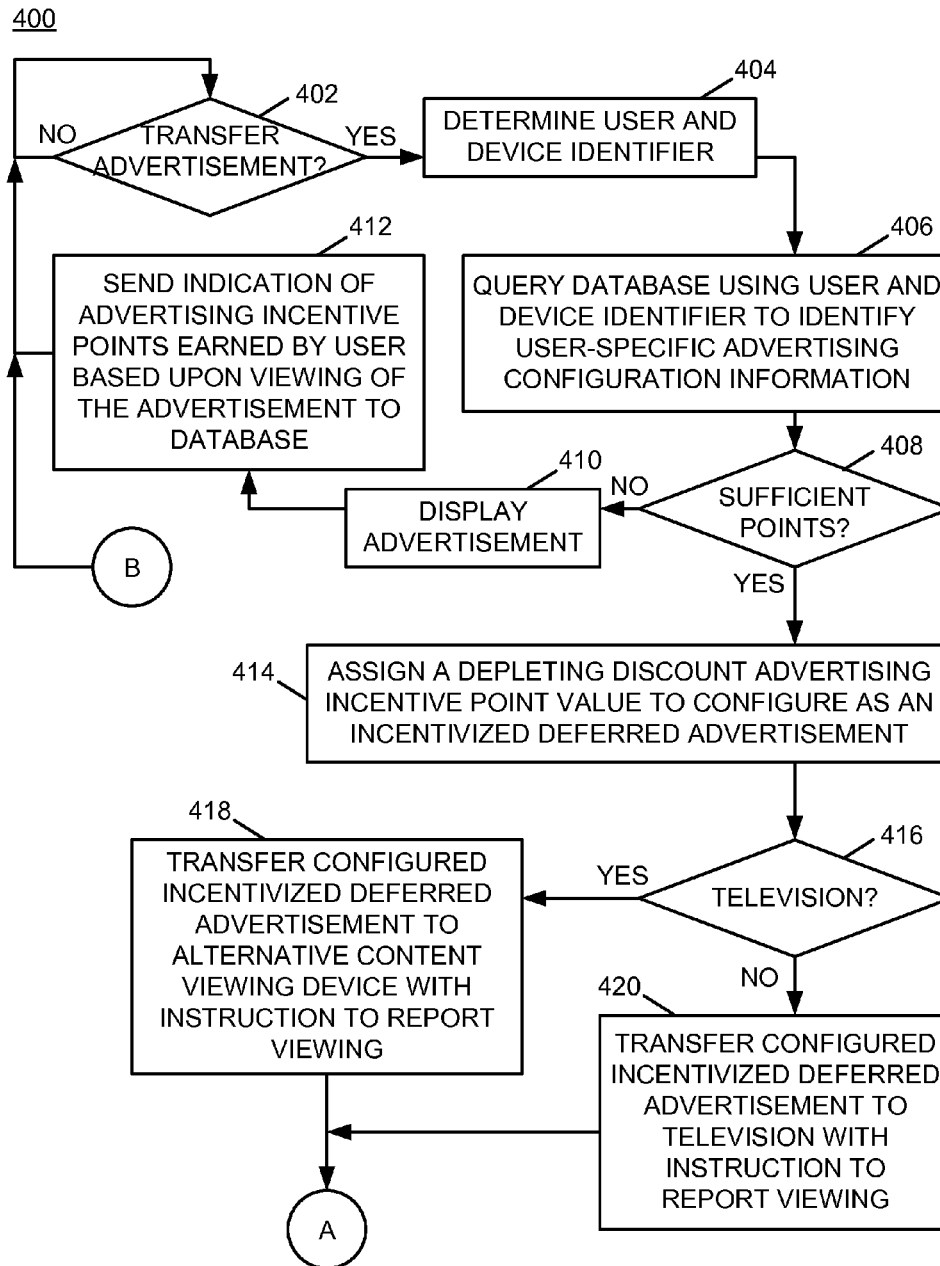 400
402
TRANSFER
ADVERTISEMENT?
NO
YES
404
DETERMINE USER AND
DEVICE IDENTIFIER
406
QUERY DATABASE USING USER AND
DEVICE IDENTIFIER TO IDENTIFY
USER-SPECIFIC ADVERTISING
CONFIGURATION INFORMATION
412
SEND INDICATION OF
ADVERTISING INCENTIVE
POINTS EARNED BY USER
BASED UPON VIEWING OF
THE ADVERTISEMENT TO
DATABASE
408
SUFFICIENT
POINTS?
NO
YES
410
DISPLAY
ADVERTISEMENT
B
414
ASSIGN A DEPLETING DISCOUNT ADVERTISING
INCENTIVE POINT VALUE TO CONFIGURE AS AN
INCENTIVIZED DEFERRED ADVERTISEMENT
416
TELEVISION?
YES
NO
418
TRANSFER CONFIGURED
INCENTIVIZED DEFERRED
ADVERTISEMENT TO
ALTERNATIVE CONTENT
VIEWING DEVICE WITH
INSTRUCTION TO REPORT
VIEWING
420
TRANSFER CONFIGURED
INCENTIVIZED DEFERRED
ADVERTISEMENT TO
TELEVISION WITH
INSTRUCTION TO
REPORT VIEWING
A